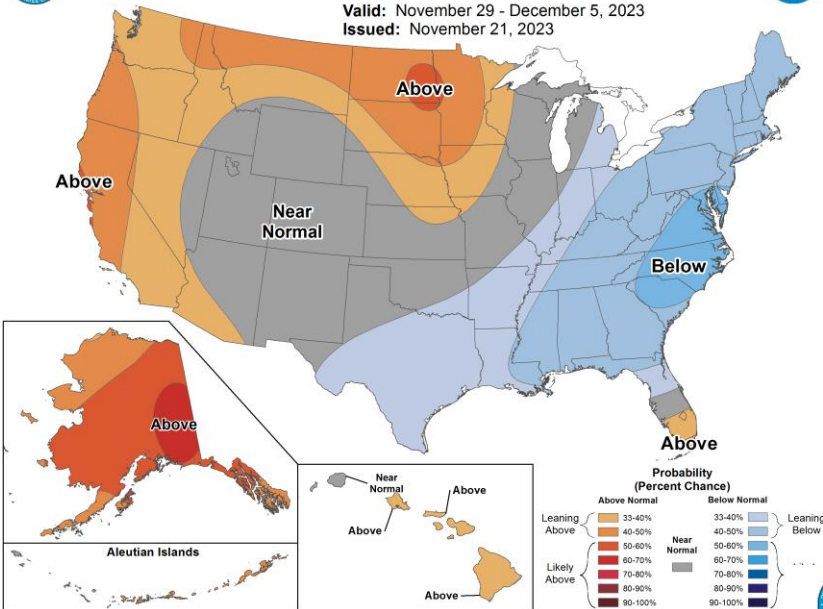 Valid: November 29 - December 5, 2023
Issued: November 21, 2023
Above
Above
Near
Normal
Below
Above
Above
Aleutian Islands
Near
Normal
Above
Above
Above
Probability
(Percent Chance)
Above Normal
Below Normal
Leaning
Above
33-40%
40-50%
Likely
Above
50-60%
60-70%
70-80%
80-90%
90-100%
Near
Normal
33-40%
40-50%
Leaning
Below
50-60%
60-70%
70-80%
80-90%
90-100%